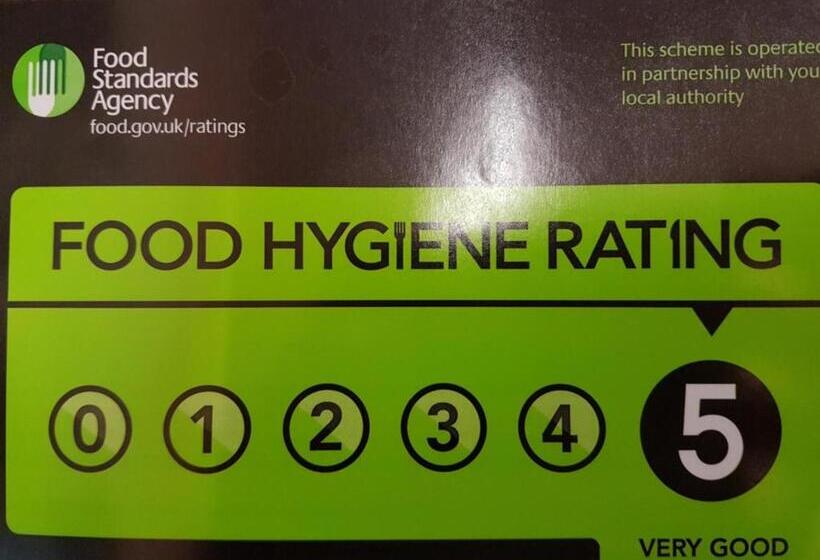 Food
Standards
Agency
food.gov.uk/ratings
This scheme is operated
in partnership with you
local authority
FOOD HYGIENE RATING
0 1 2 3 4 5
VERY GOOD